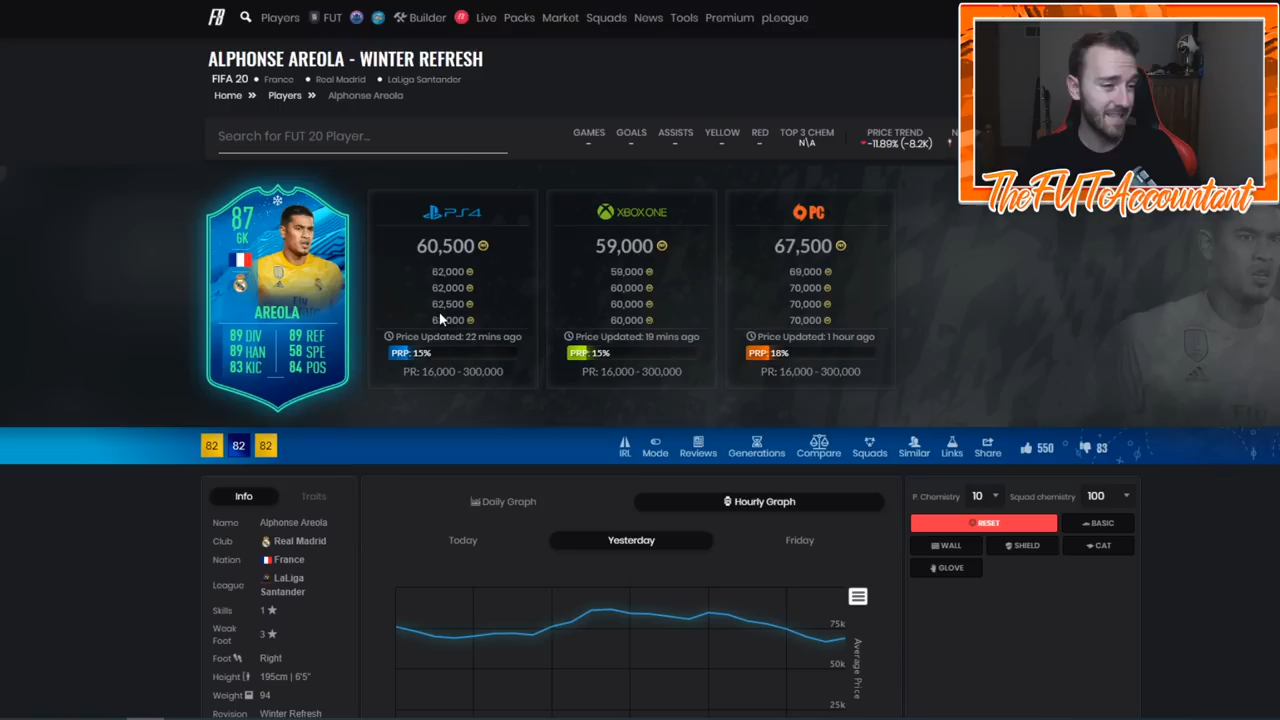 F8 Players FUT Builder Live Packs Market Squads News Tools Premium pLeague
ALPHONSE AREOLA - WINTER REFRESH
FIFA 20 • France • Real Madrid • LaLiga Santander
Home >> Players >> Alphonse Areola
Search for FUT 20 Player...
GAMES GOALS ASSISTS YELLOW RED TOP 3 CHEM PRICE TREND
- - - - - N\A -11.89% (-8.2K)
TheFUTAccountant
87
GK
AREOLA
89 DIV 89 REF
89 HAN 58 SPE
83 KIC 84 POS
PS4
60,500
62,000
62,000
62,500
Price Updated: 22 mins ago
PRP: 15%
PR: 16,000 - 300,000
XBOX ONE
59,000
59,000
60,000
60,000
60,000
Price Updated: 19 mins ago
PRP: 15%
PR: 16,000 - 300,000
PC
67,500
69,000
70,000
70,000
70,000
Price Updated: 1 hour ago
PRP: 18%
PR: 16,000 - 300,000
82 82 82
IRL Mode Reviews Generations Compare Squads Similar Links Share 550 83
Info Traits
Name Alphonse Areola
Club Real Madrid
Nation France
League LaLiga Santander
Skills 1★
Weak Foot 3★
Foot Right
Height 195cm | 6'5"
Weight 94
Revision Winter Refresh
Daily Graph Hourly Graph
Today Yesterday Friday
75k
50k
25k
Average Price
P. Chemistry 10 Squad chemistry 100
RESET BASIC
WALL SHIELD CAT
GLOVE